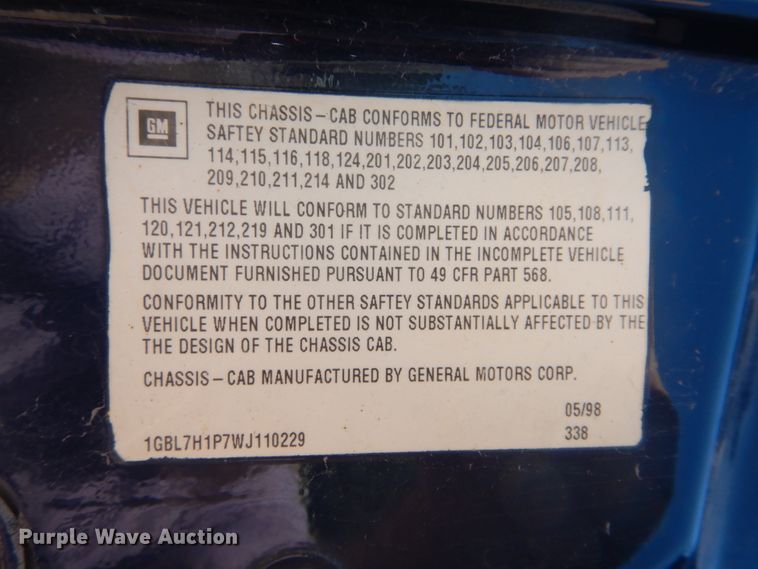 GM
THIS CHASSIS-CAB CONFORMS TO FEDERAL MOTOR VEHICLE
SAFTEY STANDARD NUMBERS 101,102,103,104,106,107,113,
114,115,116,118,124,201,202,203,204,205,206,207,208,
209,210,211,214 AND 302
THIS VEHICLE WILL CONFORM TO STANDARD NUMBERS 105,108,111,
120,121,212,219 AND 301 IF IT IS COMPLETED IN ACCORDANCE
WITH THE INSTRUCTIONS CONTAINED IN THE INCOMPLETE VEHICLE
DOCUMENT FURNISHED PURSUANT TO 49 CFR PART 568.
CONFORMITY TO THE OTHER SAFTEY STANDARDS APPLICABLE TO THIS
VEHICLE WHEN COMPLETED IS NOT SUBSTANTIALLY AFFECTED BY THE
THE DESIGN OF THE CHASSIS CAB.
CHASSIS-CAB MANUFACTURED BY GENERAL MOTORS CORP.
05/98
1GBL7H1P7WJ110229 338
Purple Wave Auction®